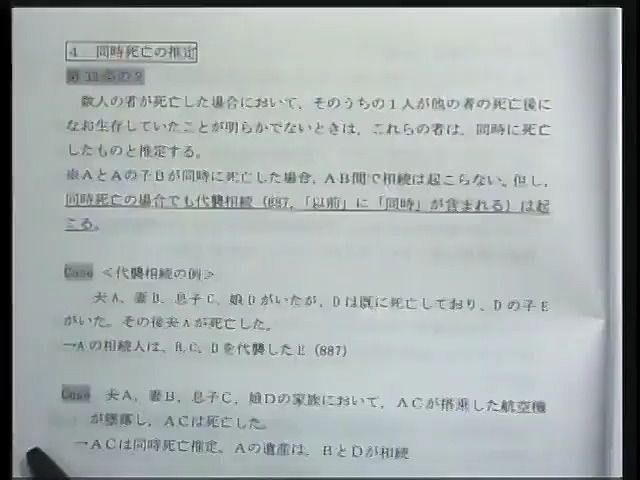 4 同時死亡の推定
第32条の2
数人の者が死亡した場合において、そのうちの1人が他の者の死亡後に
なお生存していたことが明らかでないときは、これらの者は、同時に死亡
したものと推定する。
※AとAの子Bが同時に死亡した場合、AB間で相続は起こらない。但し、
同時死亡の場合でも代襲相続（887、「以前」に「同時」が含まれる）は起
こる。
Case ＜代襲相続の例＞
夫A、妻B、息子C、娘Dがいたが、Dは既に死亡しており、Dの子E
がいた。その後夫Aが死亡した。
→Aの相続人は、B,C、Dを代襲したE（887）
Case 夫A、妻B、息子C、娘Dの家族において、ACが搭乗した航空機
が墜落し、ACは死亡した。
→ACは同時死亡推定、Aの遺産は、BとDが相続